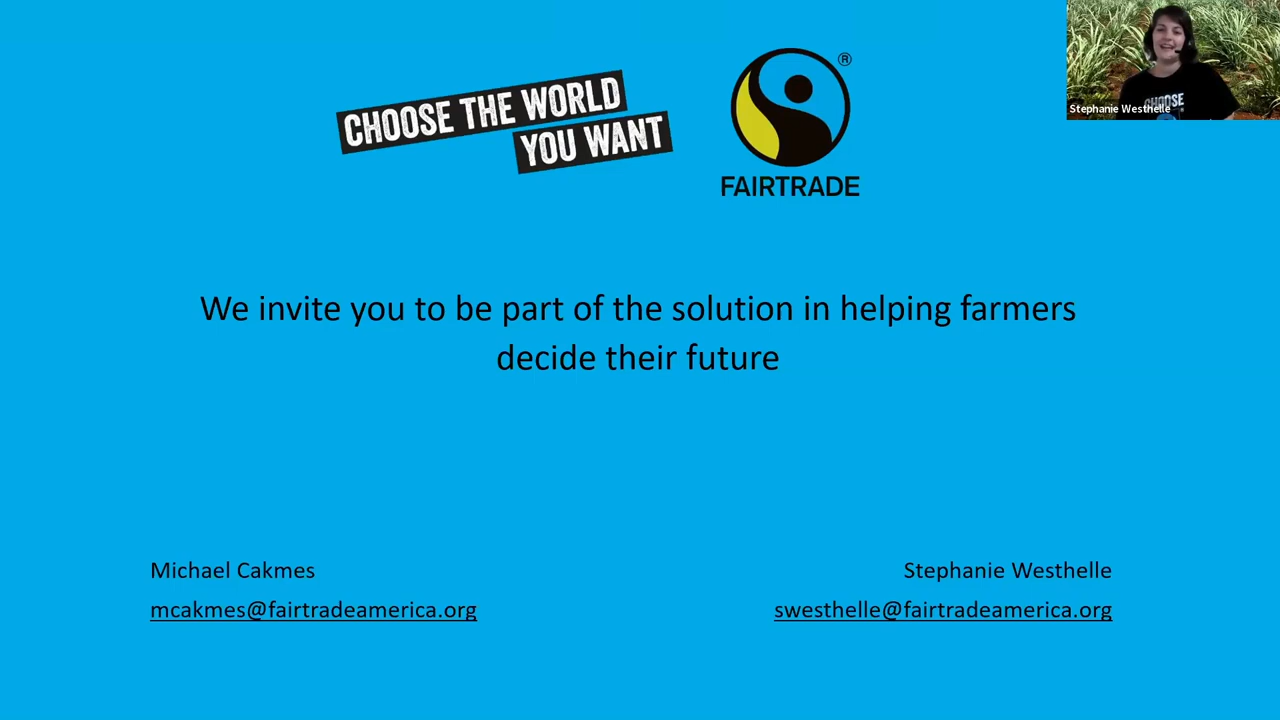 CHOOSE THE WORLD
YOU WANT
®
FAIRTRADE
CHOOSE
Stephanie Westhelle
We invite you to be part of the solution in helping farmers
decide their future
Michael Cakmes
Stephanie Westhelle
mcakmes@fairtradeamerica.org
swesthelle@fairtradeamerica.org